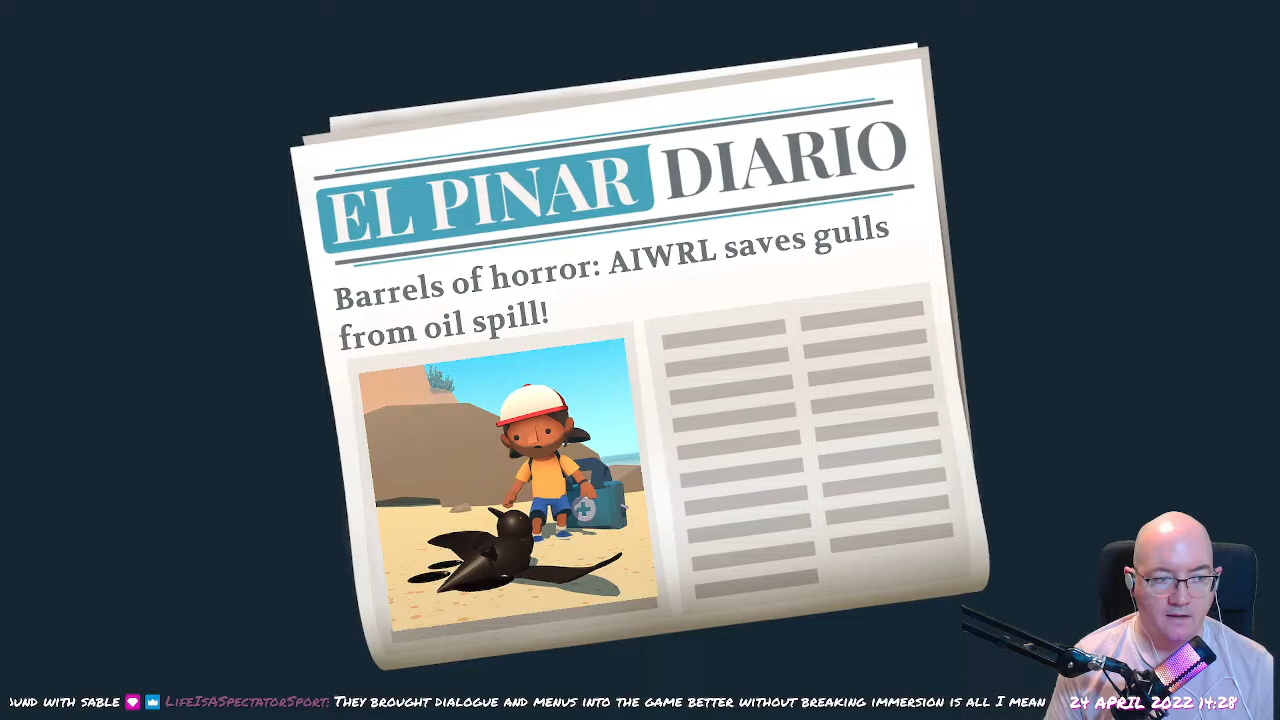 EL PINAR DIARIO
Barrels of horror: AIWRL saves gulls
from oil spill!
UND WITH SABLE LIFEISASPECTATORSPORT: THEY BROUGHT DIALOGUE AND MENUS INTO THE GAME BETTER WITHOUT BREAKING IMMERSION IS ALL I MEAN
24 APRIL 2022 14:28